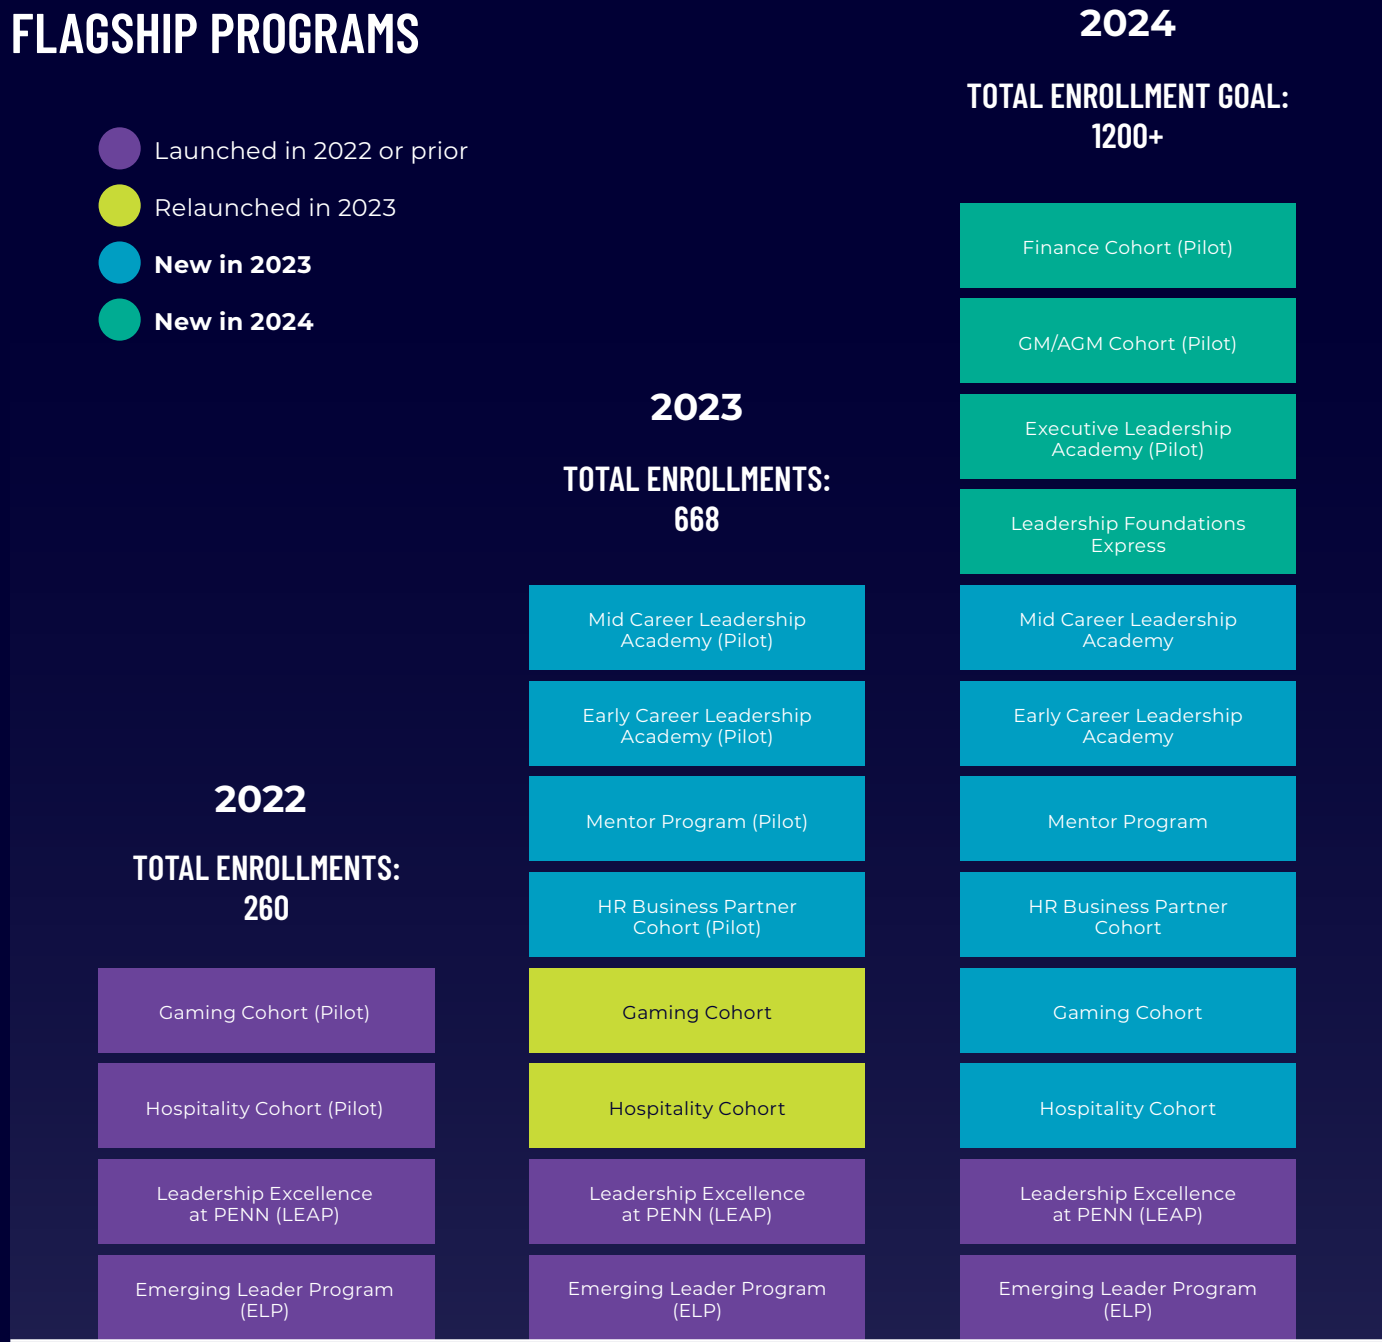 FLAGSHIP PROGRAMS
Launched in 2022 or prior
Relaunched in 2023
New in 2023
New in 2024
2022
TOTAL ENROLLMENTS:
260
Gaming Cohort (Pilot)
Hospitality Cohort (Pilot)
Leadership Excellence
at PENN (LEAP)
Emerging Leader Program
(ELP)
2023
TOTAL ENROLLMENTS:
668
Mid Career Leadership
Academy (Pilot)
Early Career Leadership
Academy (Pilot)
Mentor Program (Pilot)
HR Business Partner
Cohort (Pilot)
Gaming Cohort
Hospitality Cohort
Leadership Excellence
at PENN (LEAP)
Emerging Leader Program
(ELP)
2024
TOTAL ENROLLMENT GOAL:
1200+
Finance Cohort (Pilot)
GM/AGM Cohort (Pilot)
Executive Leadership
Academy (Pilot)
Leadership Foundations
Express
Mid Career Leadership
Academy
Early Career Leadership
Academy
Mentor Program
HR Business Partner
Cohort
Gaming Cohort
Hospitality Cohort
Leadership Excellence
at PENN (LEAP)
Emerging Leader Program
(ELP)